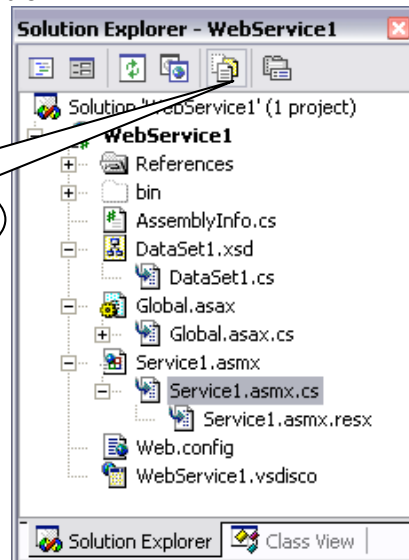 Solution Explorer - WebService1
Solution 'WebService1' (1 project)
WebService1
References
bin
AssemblyInfo.cs
DataSet1.xsd
DataSet1.cs
Global.asax
Global.asax.cs
Service1.asmx
Service1.asmx.cs
Service1.asmx.resx
Web.config
WebService1.vsdisco
Solution Explorer
Class View